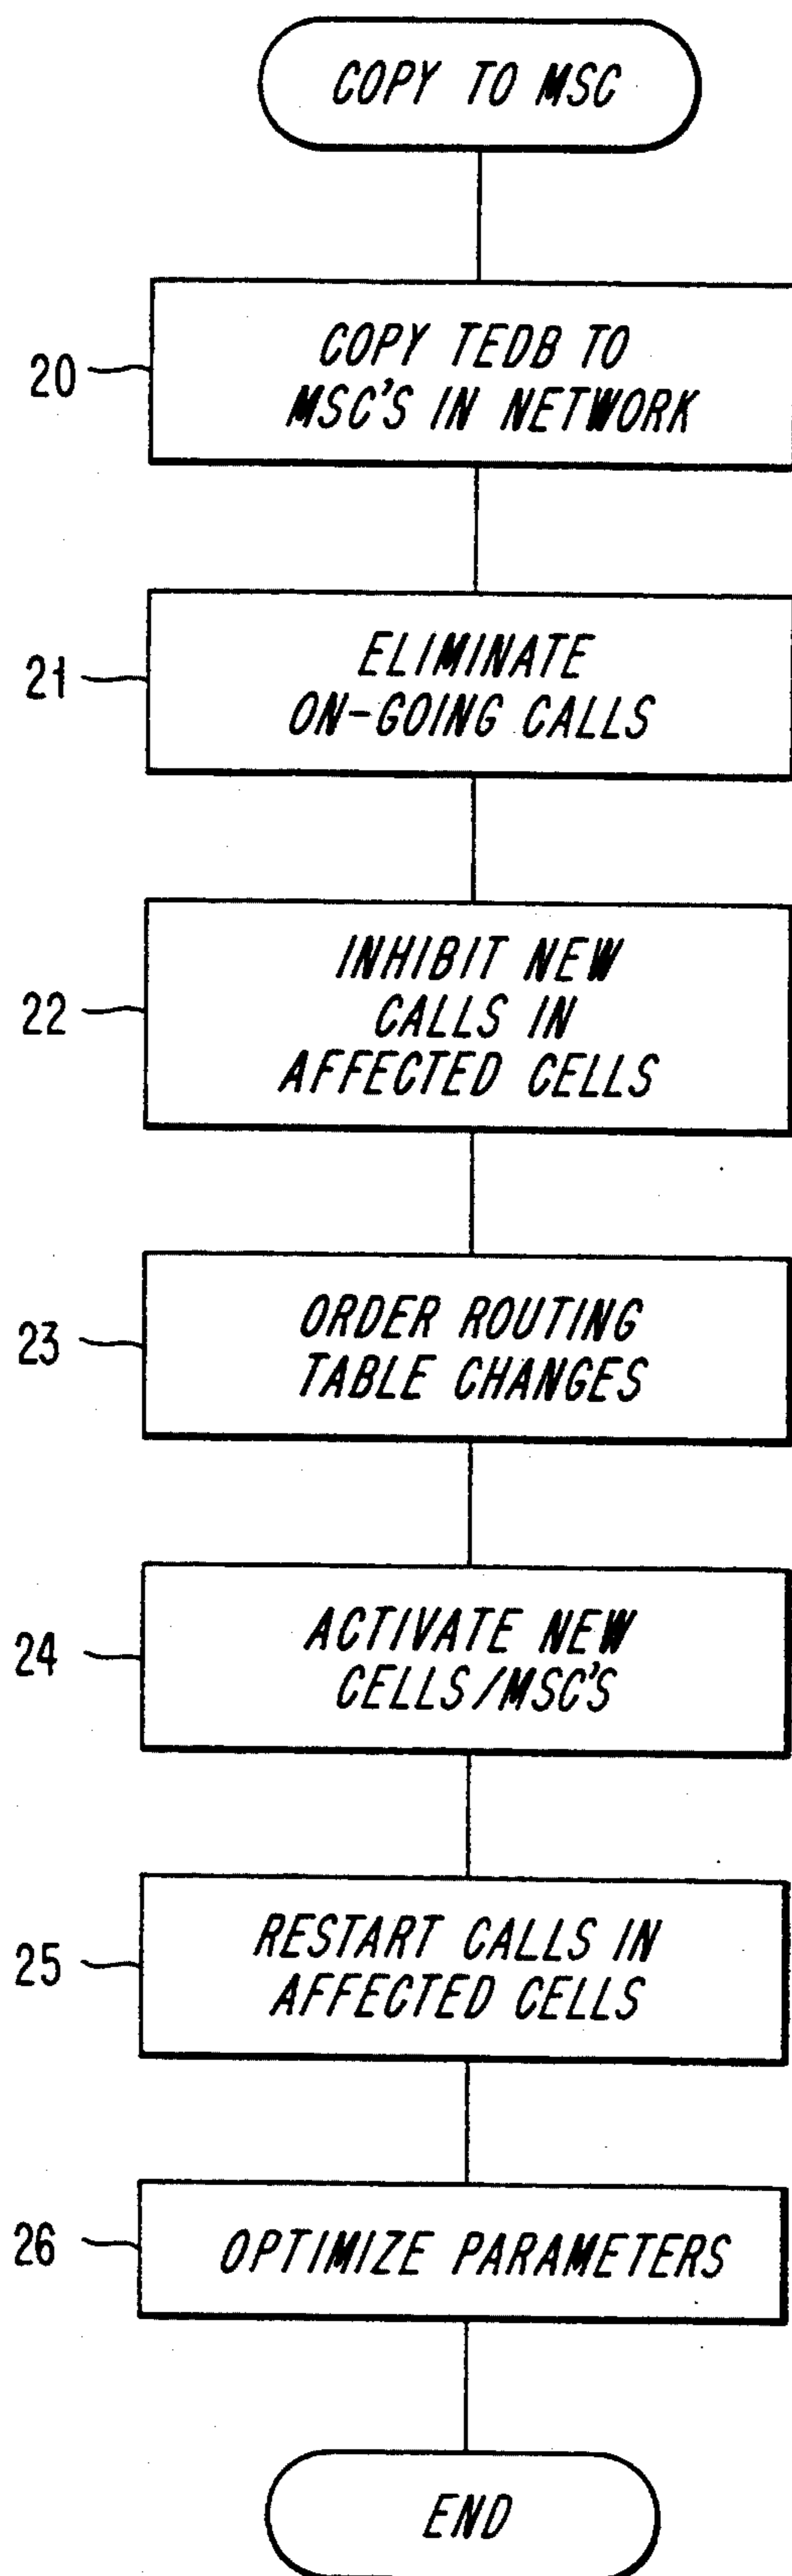 COPY TO MSC
20
COPY TEDB TO
MSC'S IN NETWORK
21
ELIMINATE
ON-GOING CALLS
22
INHIBIT NEW
CALLS IN
AFFECTED CELLS
23
ORDER ROUTING
TABLE CHANGES
24
ACTIVATE NEW
CELLS/MSC'S
25
RESTART CALLS IN
AFFECTED CELLS
26
OPTIMIZE PARAMETERS
END